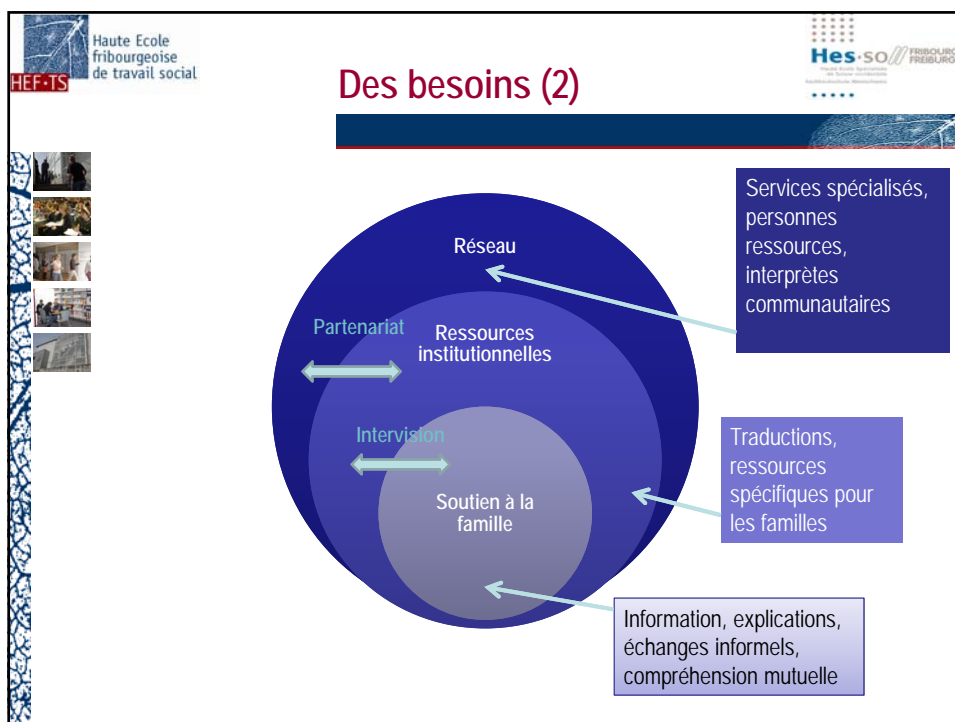 Haute Ecole
fribourgeoise
de travail social
HEF•TS
Hes·so // FRIBOURG
FREIBURG
Des besoins (2)
Services spécialisés,
personnes
ressources,
interprètes
communautaires
Réseau
Partenariat
Ressources
institutionnelles
Intervision
Traductions,
ressources
spécifiques pour
les familles
Soutien à la
famille
Information, explications,
échanges informels,
compréhension mutuelle